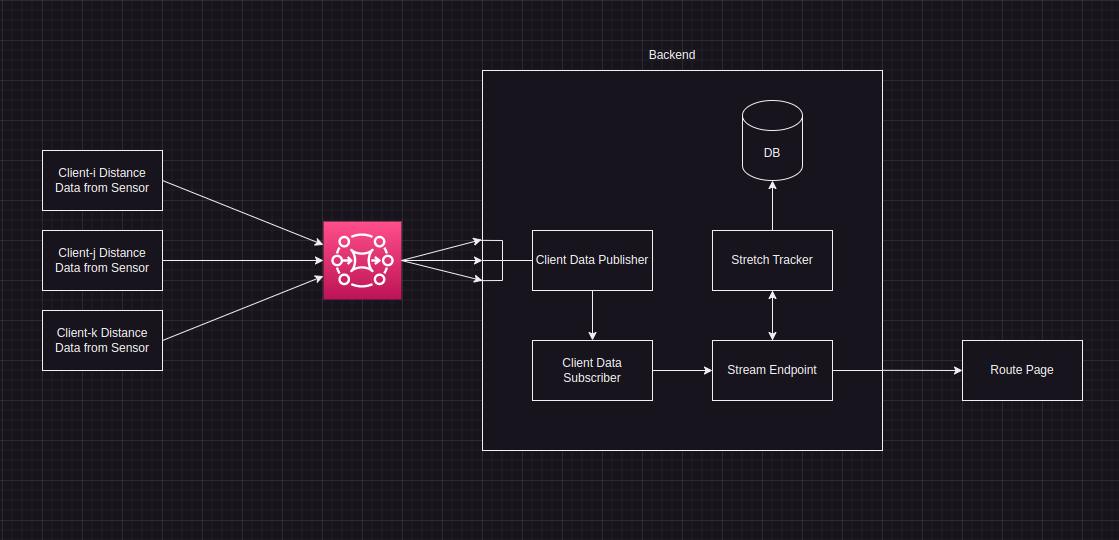 Backend
DB
Client-i Distance
Data from Sensor
Client-j Distance
Data from Sensor
Client-k Distance
Data from Sensor
Client Data Publisher
Stretch Tracker
Client Data
Subscriber
Stream Endpoint
Route Page